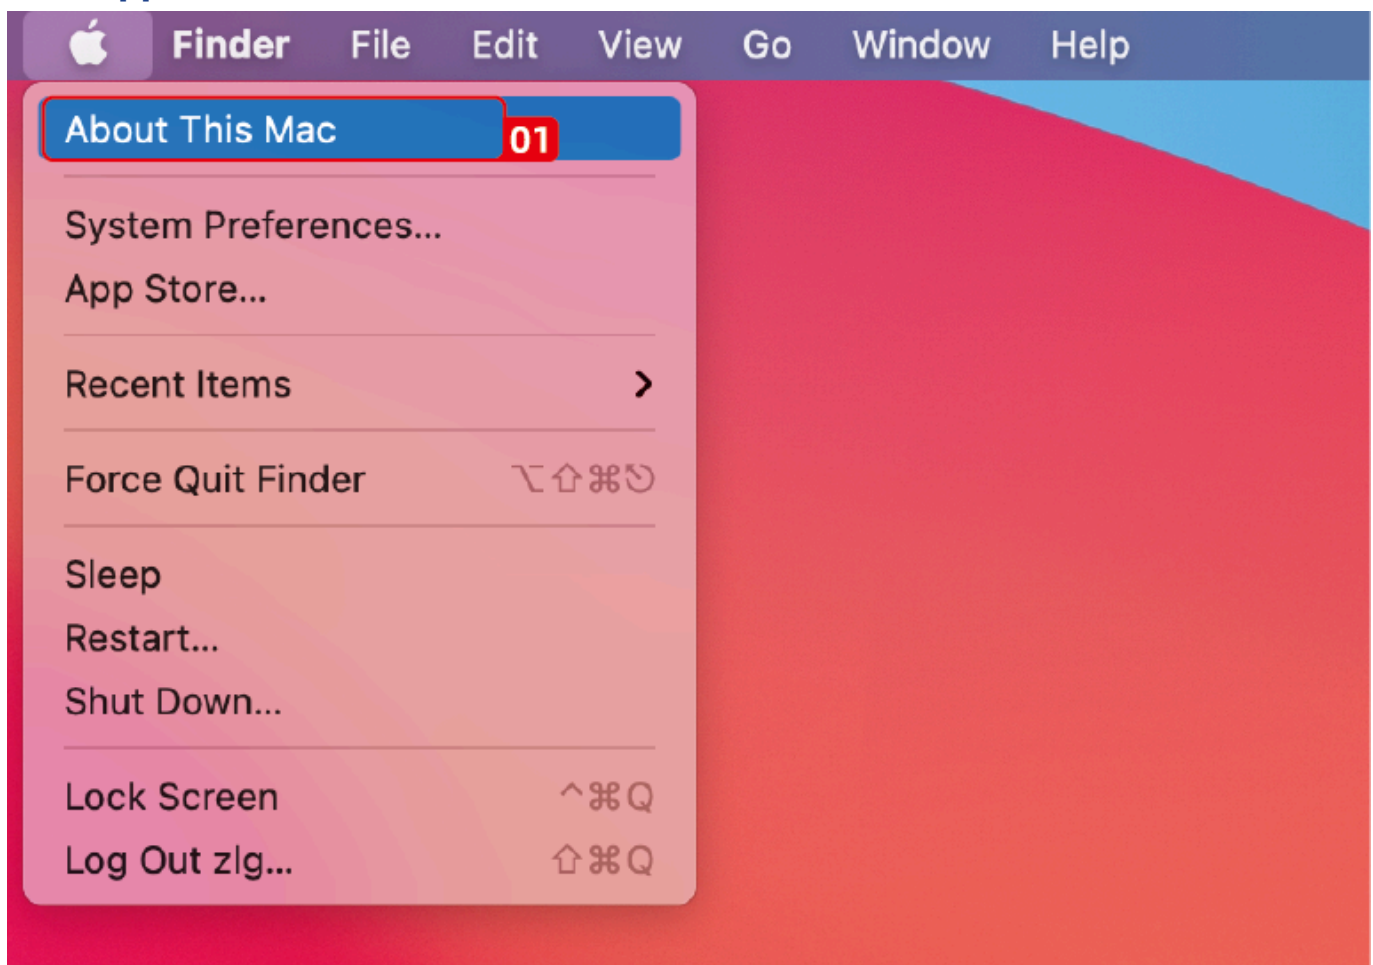 Finder File Edit View Go Window Help
About This Mac 01
System Preferences...
App Store...
Recent Items
Force Quit Finder ⌥⇧⌘⎋
Sleep
Restart...
Shut Down...
Lock Screen ^⌘Q
Log Out zlg... ⇧⌘Q